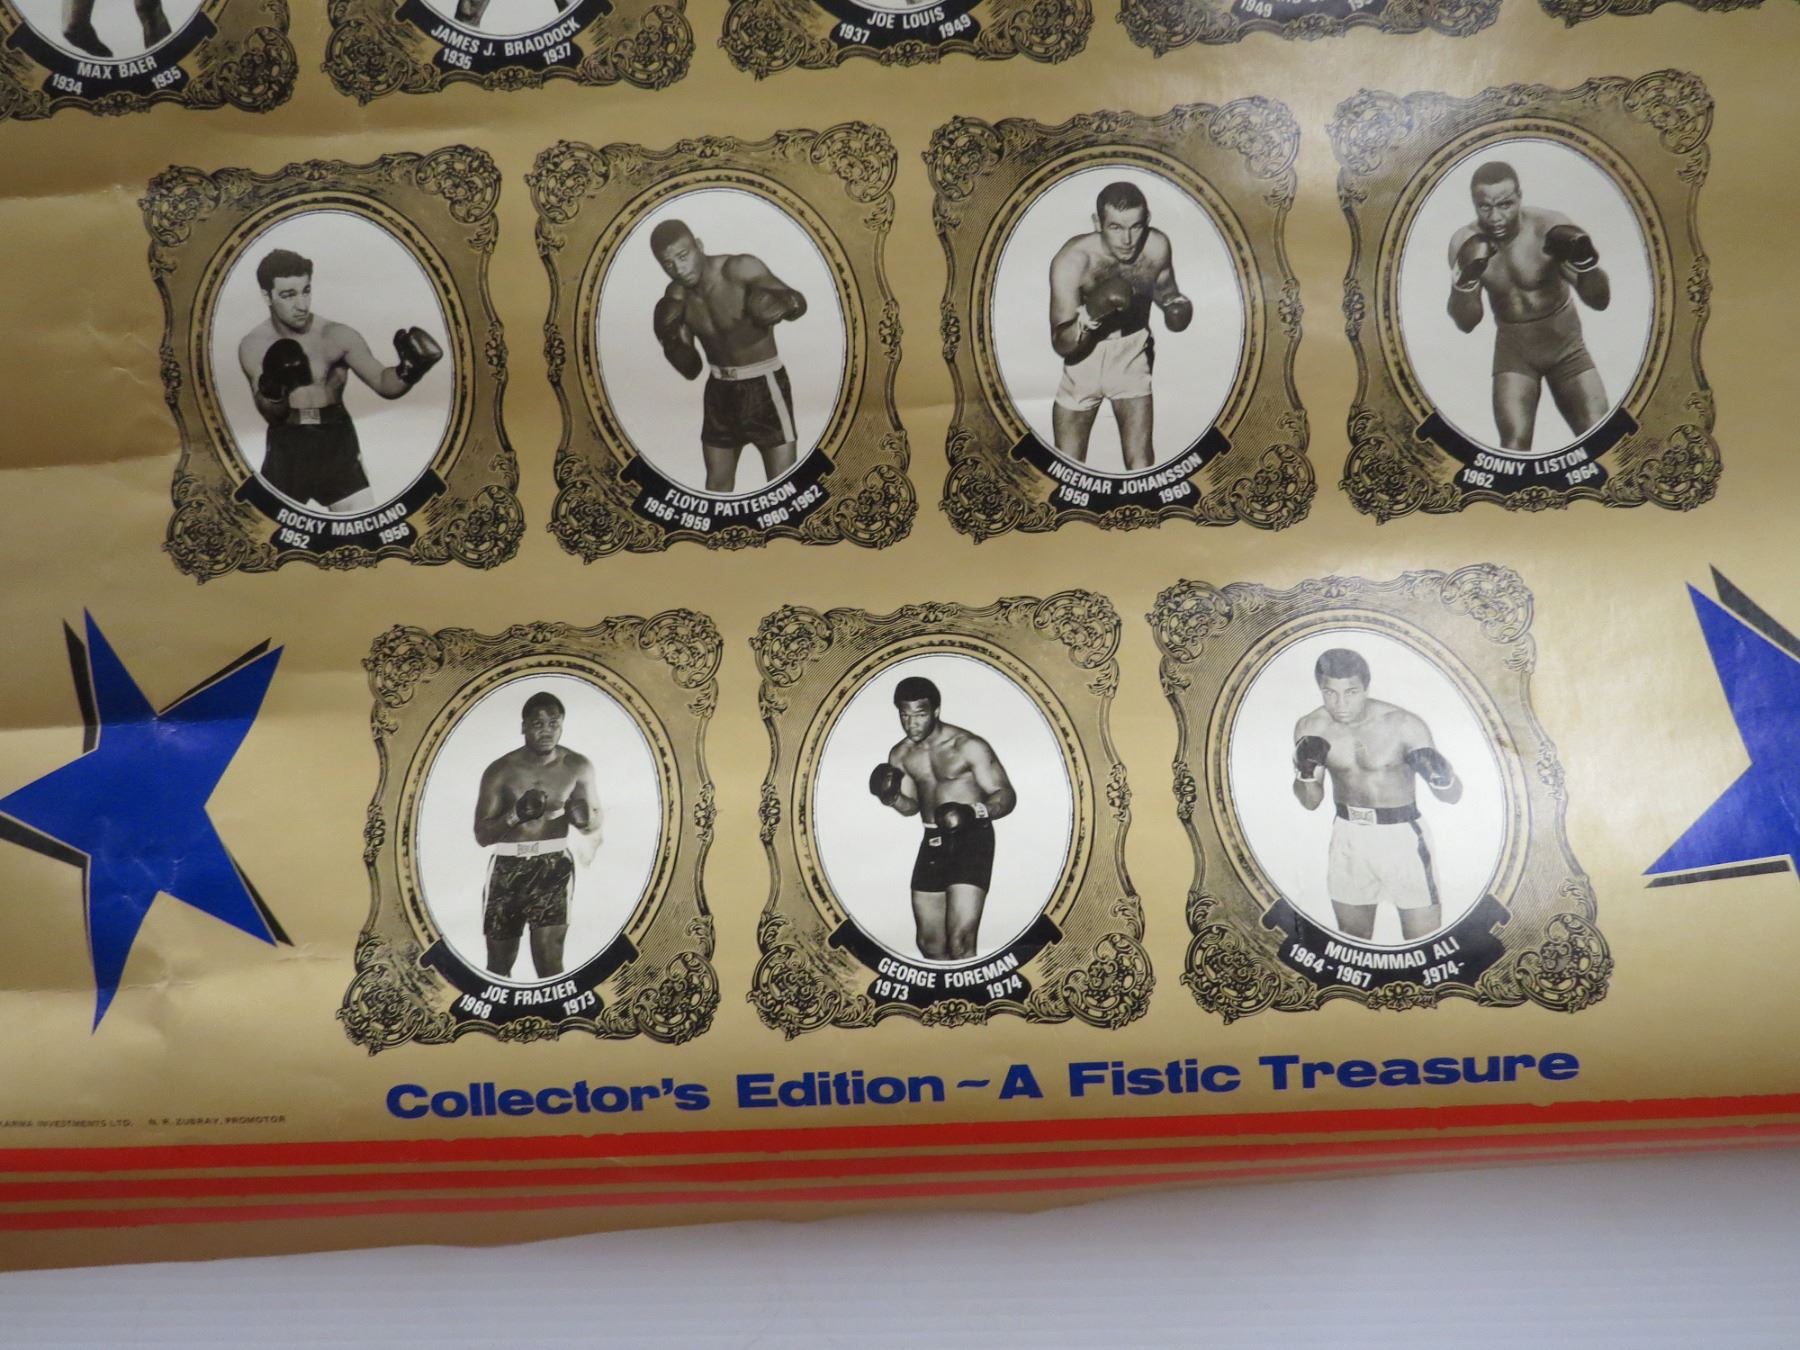 MAX BAER
1934 1935
JAMES J. BRADDOCK
1935 1937
JOE LOUIS
1937 1949
1949
ROCKY MARCIANO
1952 1956
FLOYD PATTERSON
1956-1959 1960-1962
INGEMAR JOHANSSON
1959 1960
SONNY LISTON
1962 1964
JOE FRAZIER
1968 1973
GEORGE FOREMAN
1973 1974
MUHAMMAD ALI
1964-1967 1974-
Collector's Edition ~ A Fistic Treasure
KARMA INVESTMENTS LTD. N. R. ZUBRAY, PROMOTOR